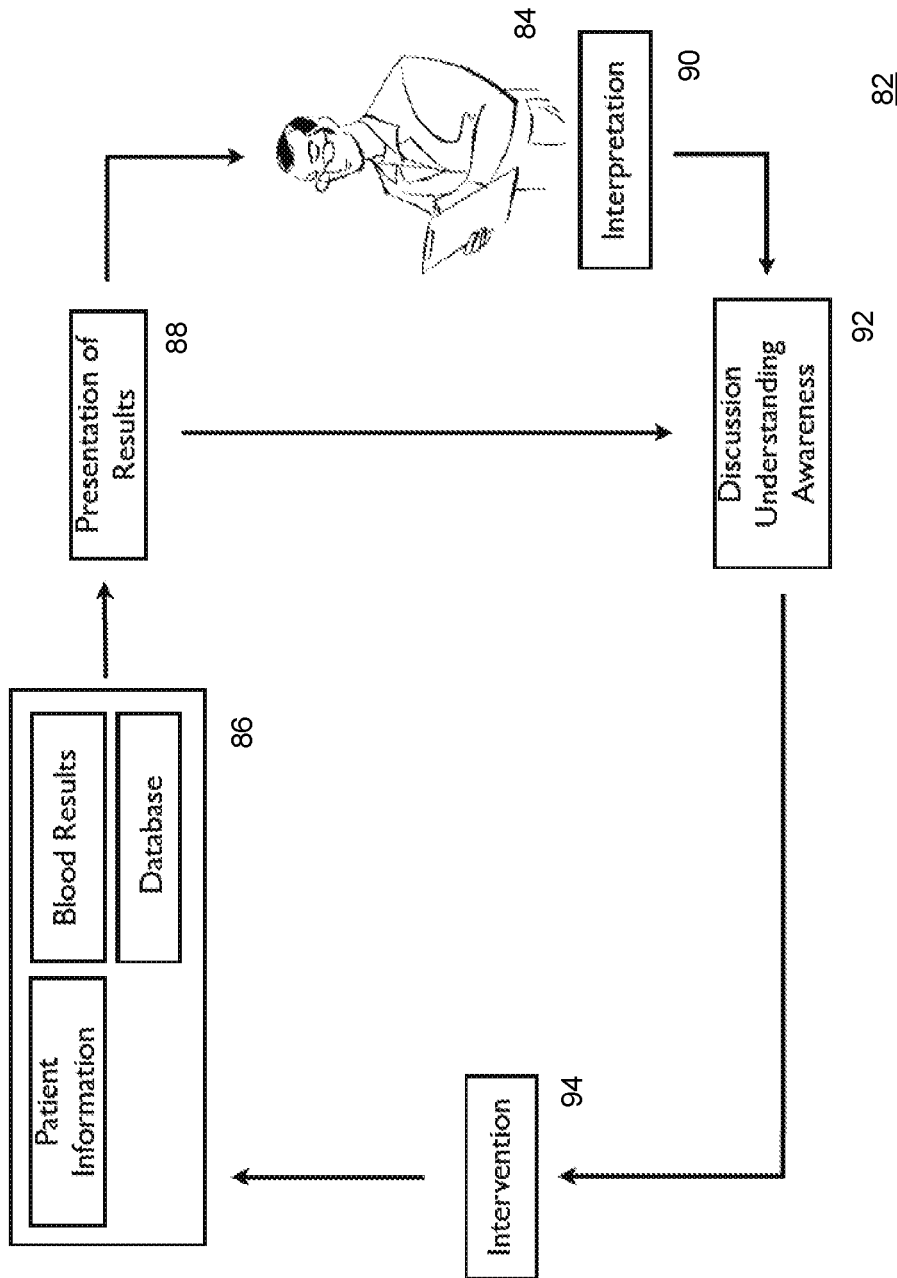 Patient
Information
Blood Results
Database
86
Presentation of
Results
88
84
Interpretation
90
Discussion
Understanding
Awareness
92
Intervention
94
82